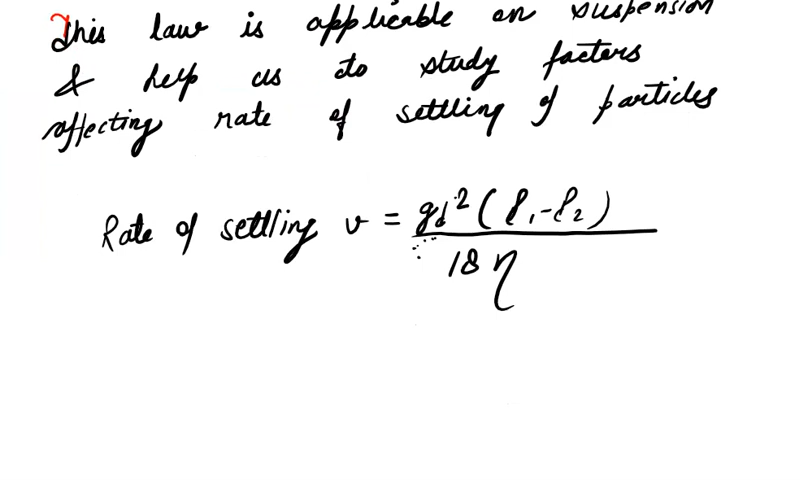 This law is applicable on suspension
& help us to study factors
affecting rate of settling of particles
Rate of settling v = gd²(ρ₁-ρ₂)
18 η